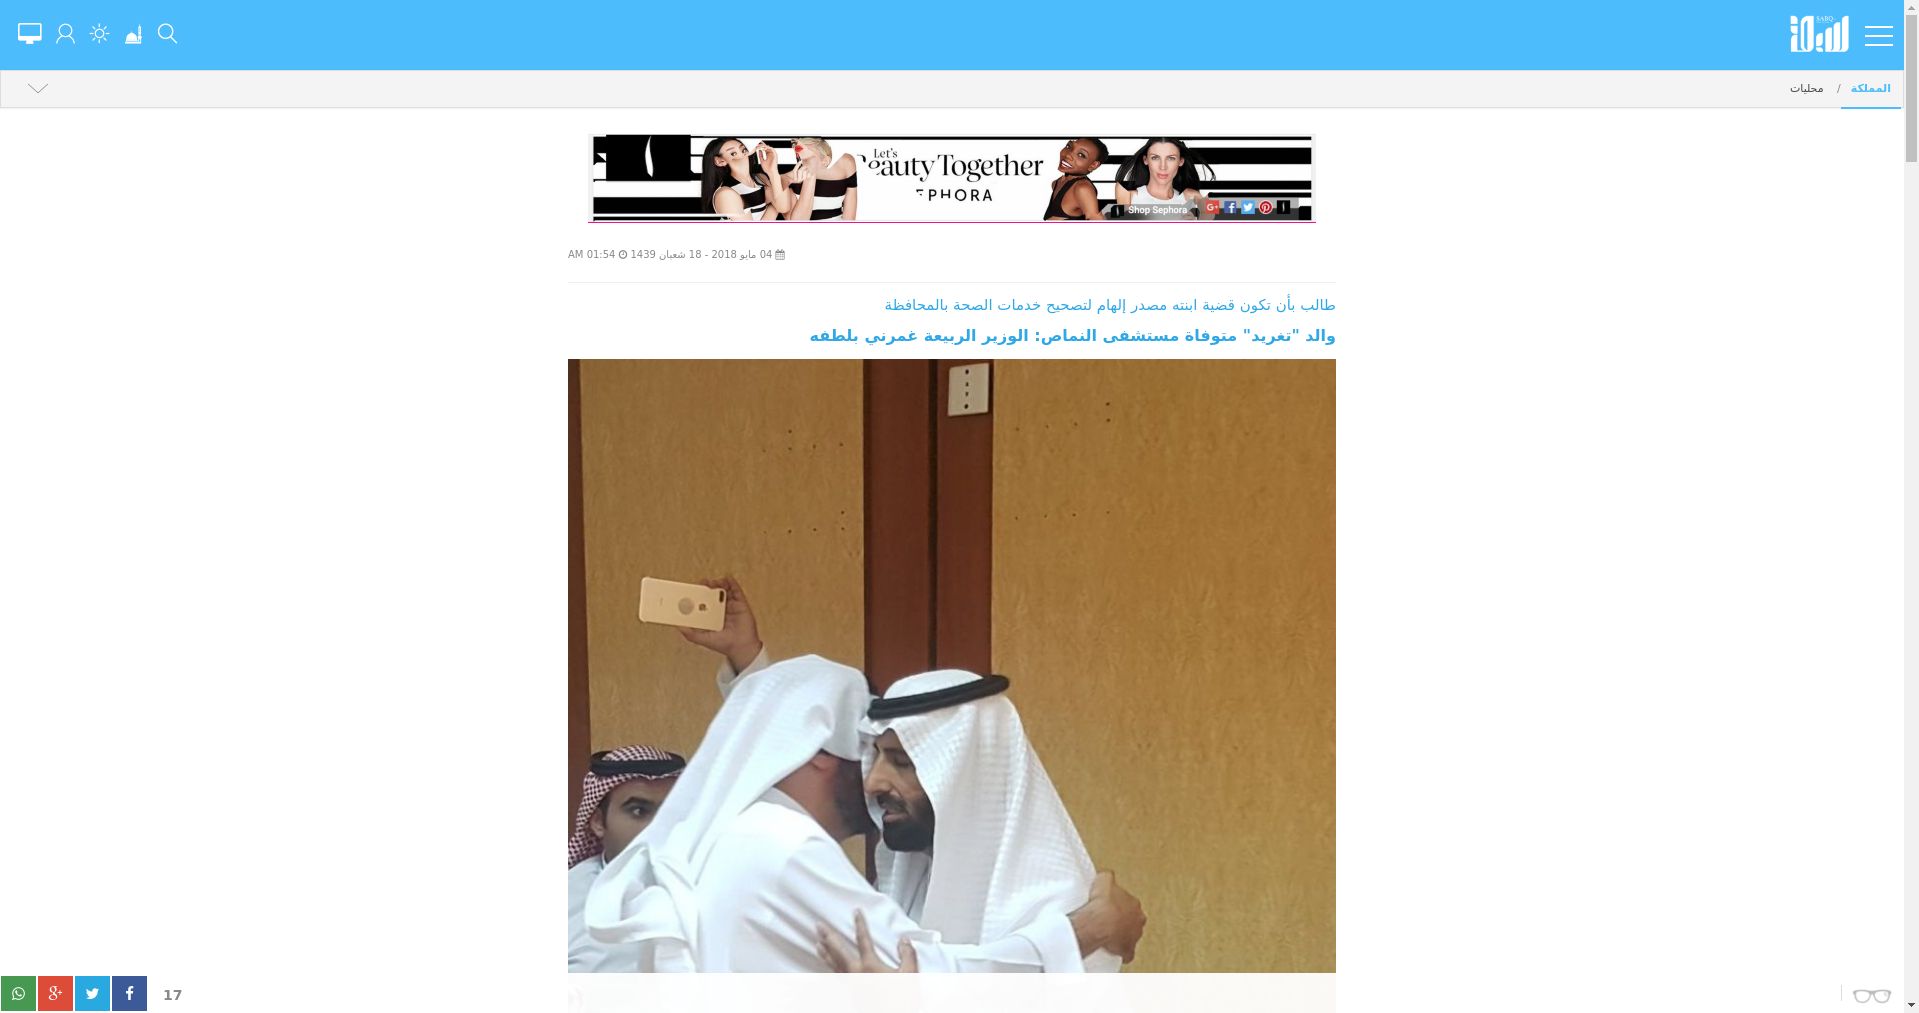 سبق
SABQ
المملكة / محليات
Let's
Beauty Together
SEPHORA
Shop Sephora
04 مايو 2018 - 18 شعبان 1439 01:54 AM
طالب بأن تكون قضية ابنته مصدر إلهام لتصحيح خدمات الصحة بالمحافظة
والد "تغريد" متوفاة مستشفى النماص: الوزير الربيعة غمرني بلطفه
17